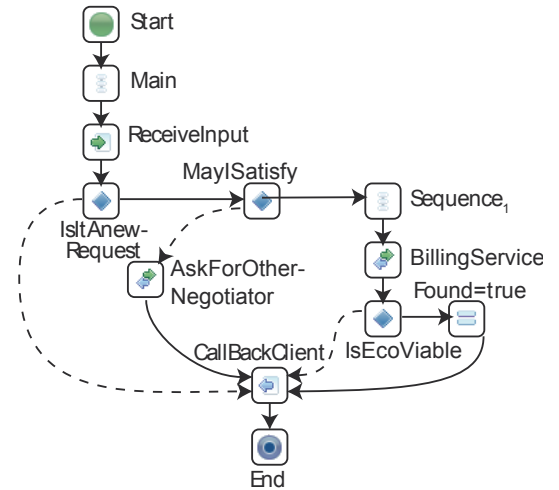 Start
Main
ReceiveInput
MayISatisfy
IsItAnew-
Request
Sequence1
AskForOther-
Negotiator
BillingService
Found=true
IsEcoViable
CallBackClient
End